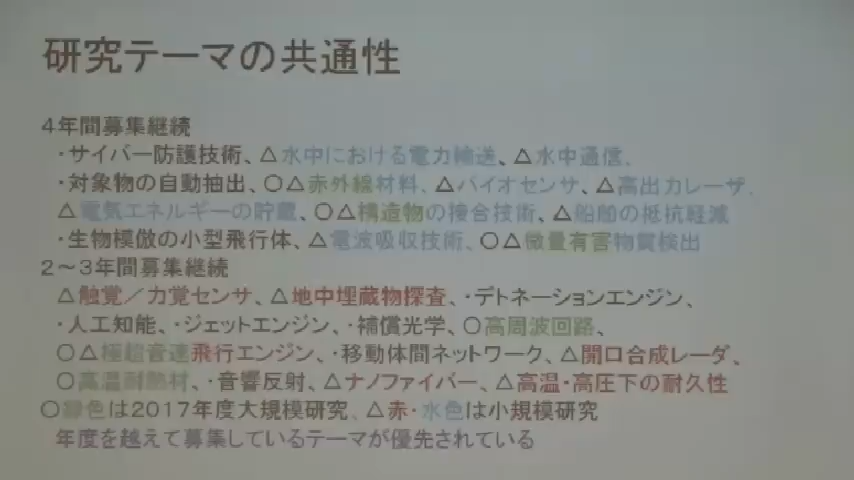 研究テーマの共通性
4年間募集継続
・サイバー防護技術、△水中における電力輸送、△水中通信、
・対象物の自動抽出、○△赤外線材料、△バイオセンサ、△高出力レーザ、
△電気エネルギーの貯蔵、○△構造物の接合技術、△船舶の抵抗軽減
・生物模倣の小型飛行体、△電波吸収技術、○△微量有害物質検出
2～3年間募集継続
△触覚／力覚センサ、△地中埋蔵物探査、・デトネーションエンジン、
・人工知能、・ジェットエンジン、・補償光学、○高周波回路、
○△極超音速飛行エンジン、・移動体間ネットワーク、△開口合成レーダ、
○高温耐熱材、・音響反射、△ナノファイバー、△高温・高圧下の耐久性
○緑色は2017年度大規模研究、△赤・水色は小規模研究
年度を越えて募集しているテーマが優先されている